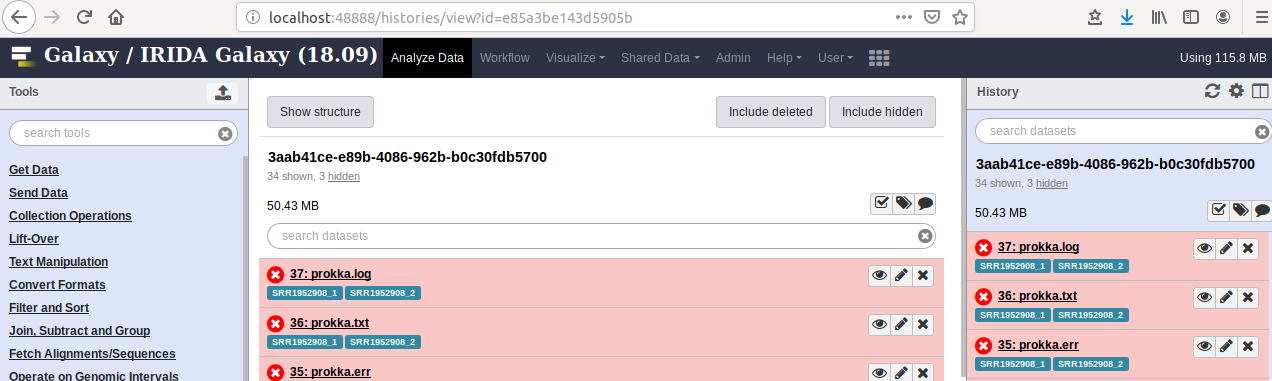 localhost:48888/histories/view?id=e85a3be143d5905b
Galaxy / IRIDA Galaxy (18.09) Analyze Data Workflow Visualize Shared Data Admin Help User Using 115.8 MB
Tools
search tools
Get Data
Send Data
Collection Operations
Lift-Over
Text Manipulation
Convert Formats
Filter and Sort
Join, Subtract and Group
Fetch Alignments/Sequences
Operate on Genomic Intervals
Show structure Include deleted Include hidden
3aab41ce-e89b-4086-962b-b0c30fdb5700
34 shown, 3 hidden
50.43 MB
search datasets
37: prokka.log
SRR1952908_1 SRR1952908_2
36: prokka.txt
SRR1952908_1 SRR1952908_2
35: prokka.err
History
search datasets
3aab41ce-e89b-4086-962b-b0c30fdb5700
34 shown, 3 hidden
50.43 MB
37: prokka.log
SRR1952908_1 SRR1952908_2
36: prokka.txt
SRR1952908_1 SRR1952908_2
35: prokka.err
SRR1952908_1 SRR1952908_2